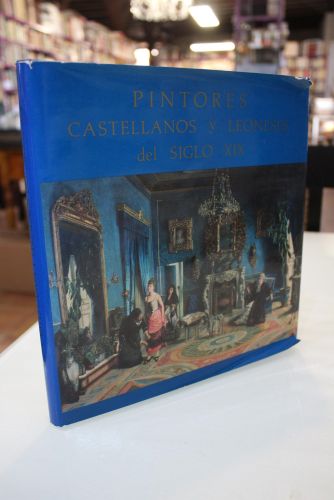 PINTORES
CASTELLANOS Y LEONESES
del SIGLO XIX